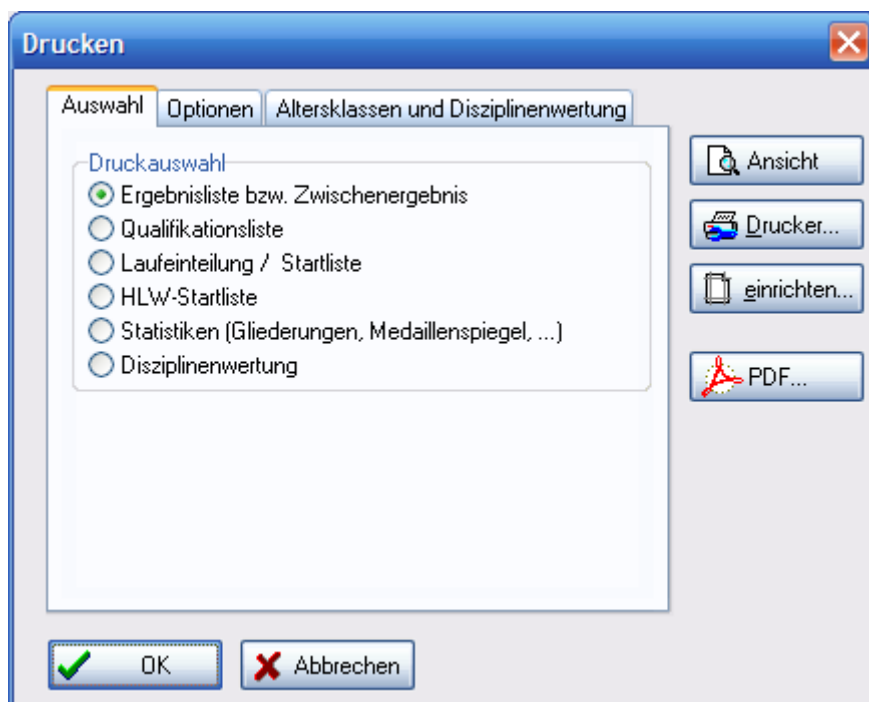 Drucken
Auswahl
Optionen
Altersklassen und Disziplinenwertung
Druckauswahl
Ergebnisliste bzw. Zwischenergebnis
Qualifikationsliste
Laufeinteilung / Startliste
HLW-Startliste
Statistiken (Gliederungen, Medaillenspiegel, ...)
Disziplinenwertung
Ansicht
Drucker...
einrichten...
PDF...
OK
Abbrechen